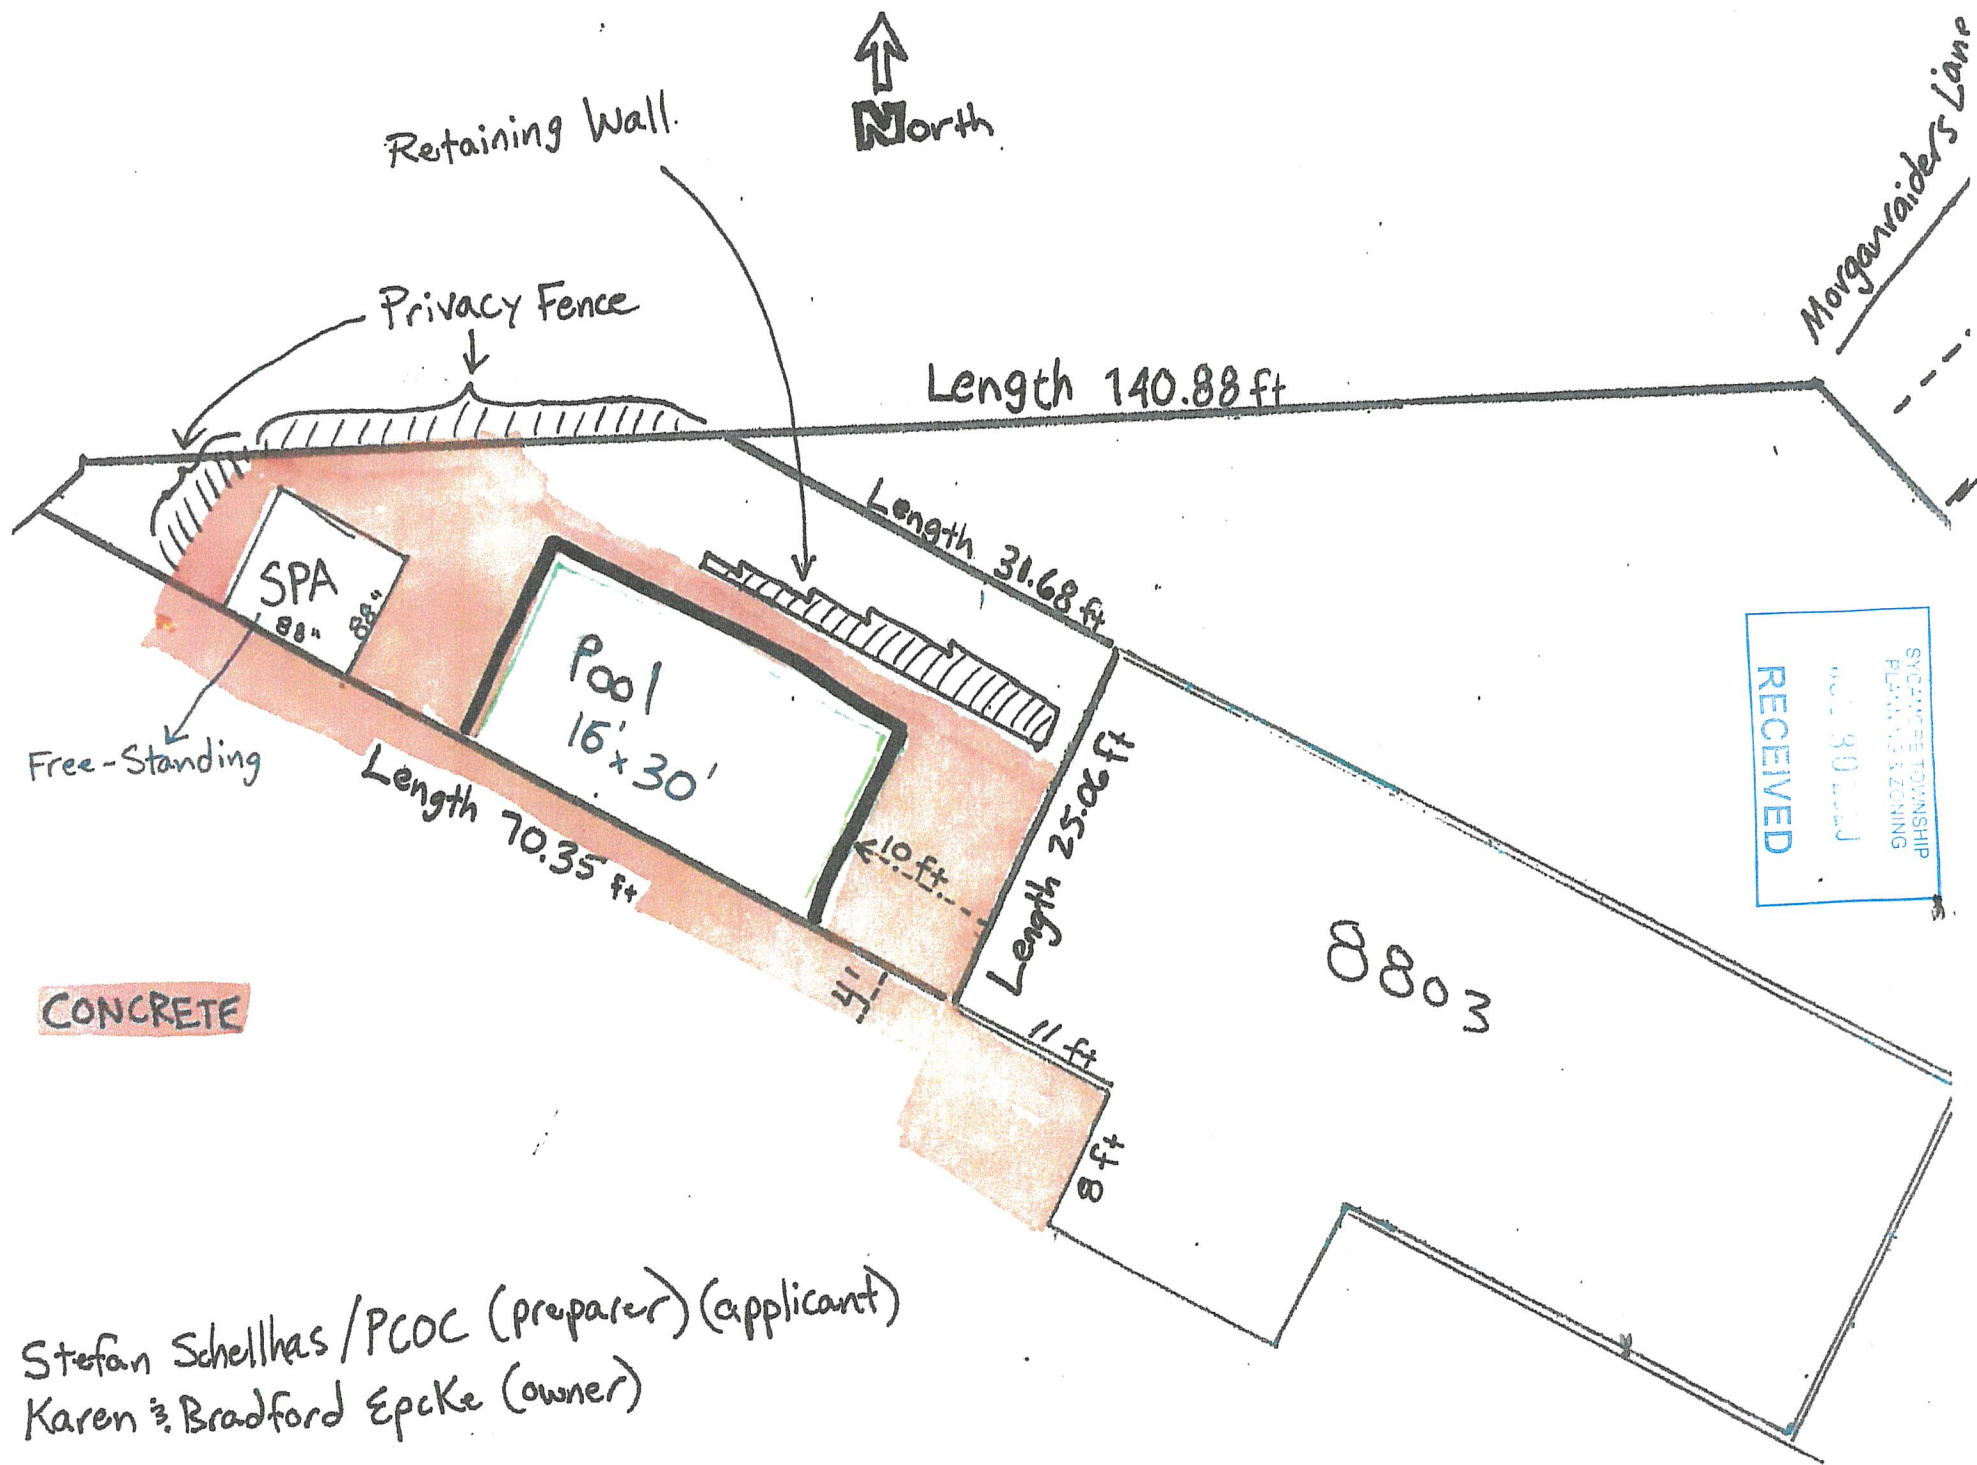 North
Retaining Wall.
Morganraiders Lane
Privacy Fence
Length 140.88 ft
Length 31.68 ft
SPA
88"
88"
Pool
16' x 30'
Free-Standing
Length 70.35 ft
10 ft.
Length 25.06 ft
4'
11 ft
8 ft
8803
CONCRETE
SYCAMORE TOWNSHIP
PLANNING & ZONING
30
RECEIVED
Stefan Schellhas / PCOC (preparer) (applicant)
Karen & Bradford Epcke (owner)